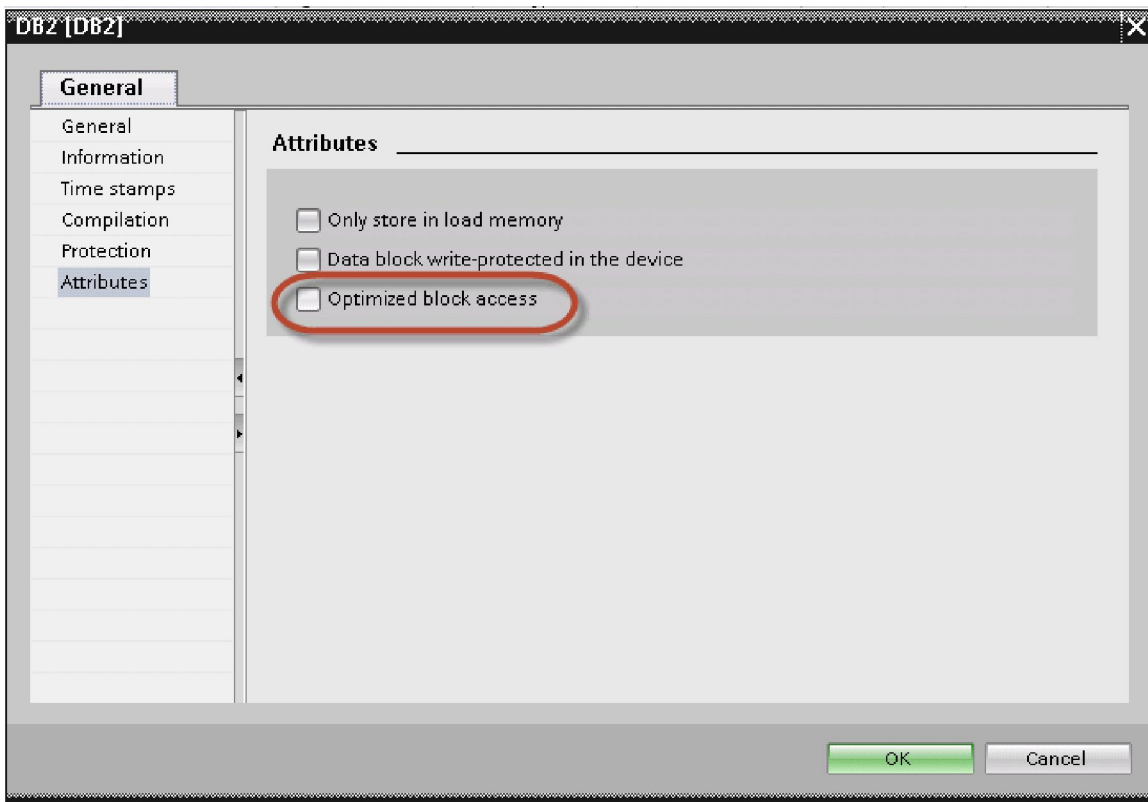 DB2 [DB2]
General
General
Information
Time stamps
Compilation
Protection
Attributes
Attributes
Only store in load memory
Data block write-protected in the device
Optimized block access
OK
Cancel